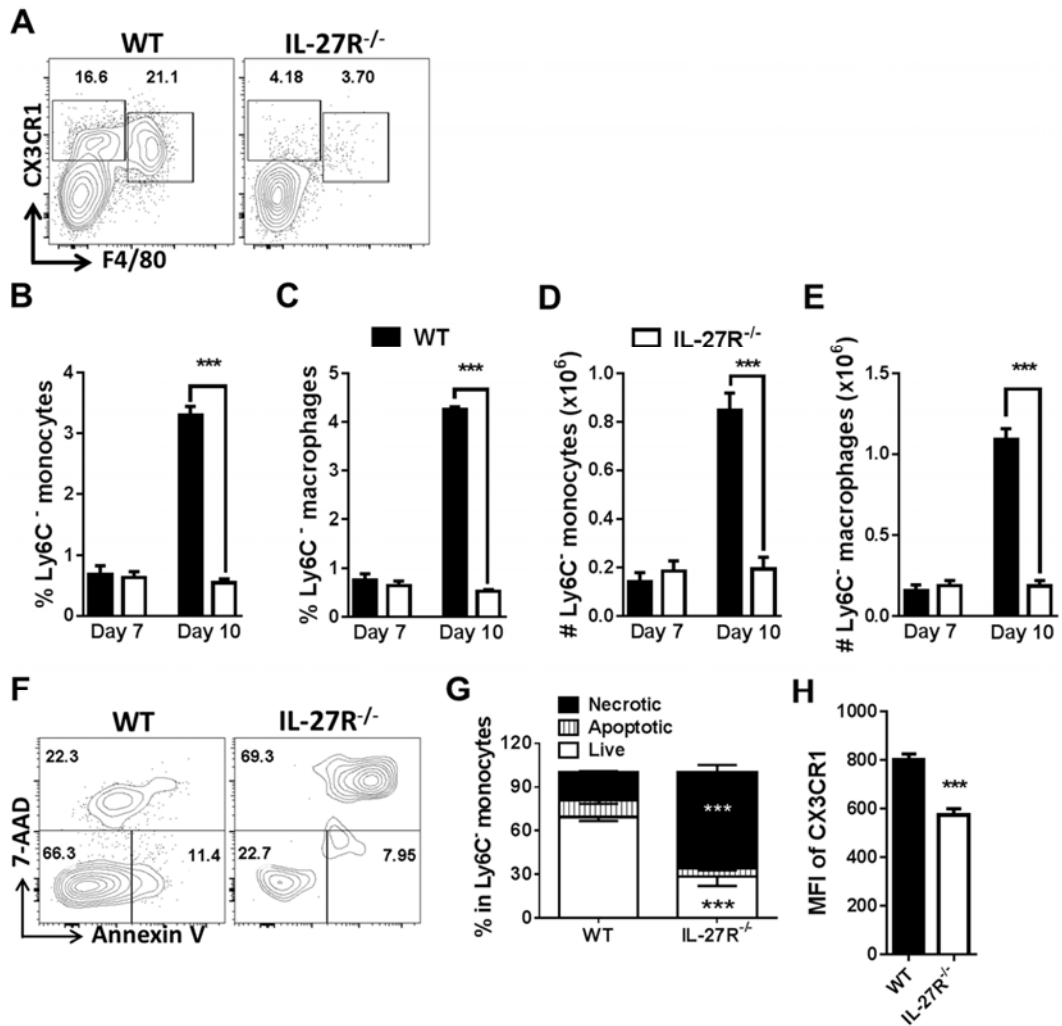 A
WT IL-27R-/-
16.6 21.1 4.18 3.70
CX3CR1
F4/80
B C D E
WT IL-27R-/-
% Ly6C- monocytes
4
3
2
1
0
***
Day 7 Day 10
% Ly6C- macrophages
5
4
3
2
1
0
***
Day 7 Day 10
# Ly6C- monocytes (x10^6)
1.0
0.8
0.6
0.4
0.2
0.0
***
Day 7 Day 10
# Ly6C- macrophages (x10^6)
1.5
1.0
0.5
0.0
***
Day 7 Day 10
F
WT IL-27R-/-
22.3 69.3
66.3 11.4 22.7 7.95
7-AAD
Annexin V
G
Necrotic
Apoptotic
Live
% in Ly6C- monocytes
120
90
60
30
0
***
***
WT IL-27R-/-
H
MFI of CX3CR1
1000
800
600
400
200
0
***
WT IL-27R-/-